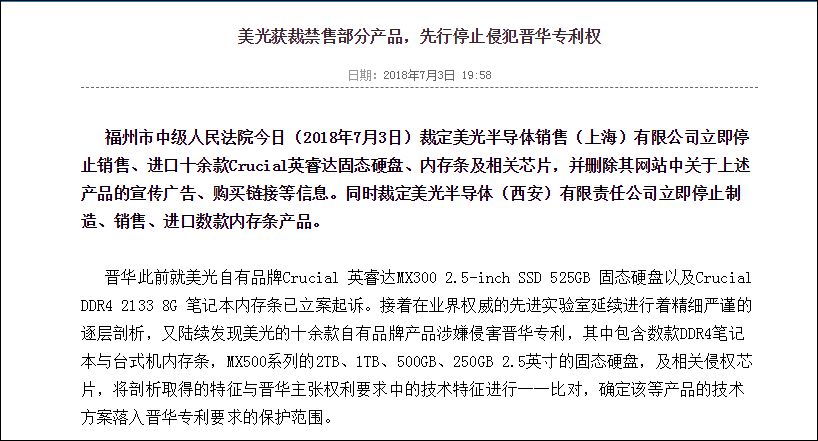 美光获裁禁售部分产品，先行停止侵犯晋华专利权
日期: 2018年7月3日 19:58
福州市中级人民法院今日（2018年7月3日）裁定美光半导体销售（上海）有限公司立即停
止销售、进口十余款Crucial英睿达固态硬盘、内存条及相关芯片，并删除其网站中关于上述
产品的宣传广告、购买链接等信息。同时裁定美光半导体（西安）有限责任公司立即停止制
造、销售、进口数款内存条产品。
晋华此前就美光自有品牌Crucial 英睿达MX300 2.5-inch SSD 525GB 固态硬盘以及Crucial
DDR4 2133 8G 笔记本内存条已立案起诉。接着在业界权威的先进实验室延续进行着精细严谨的
逐层剖析，又陆续发现美光的十余款自有品牌产品涉嫌侵害晋华专利，其中包含数款DDR4笔记
本与台式机内存条，MX500系列的2TB、1TB、500GB、250GB 2.5英寸的固态硬盘，及相关侵权芯
片，将剖析取得的特征与晋华主张权利要求中的技术特征进行一一比对，确定该等产品的技术
方案落入晋华专利要求的保护范围。